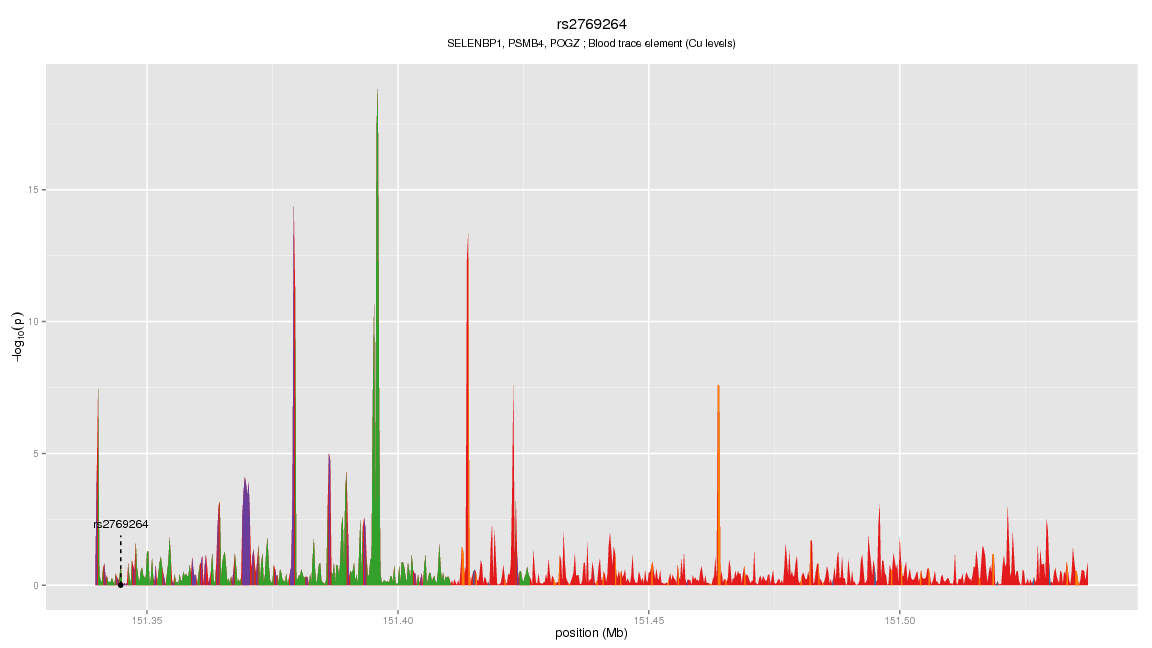 rs2769264
SELENBP1, PSMB4, POGZ ; Blood trace element (Cu levels)
15
10
5
0
−log10(p)
rs2769264
151.35 151.40 151.45 151.50
position (Mb)